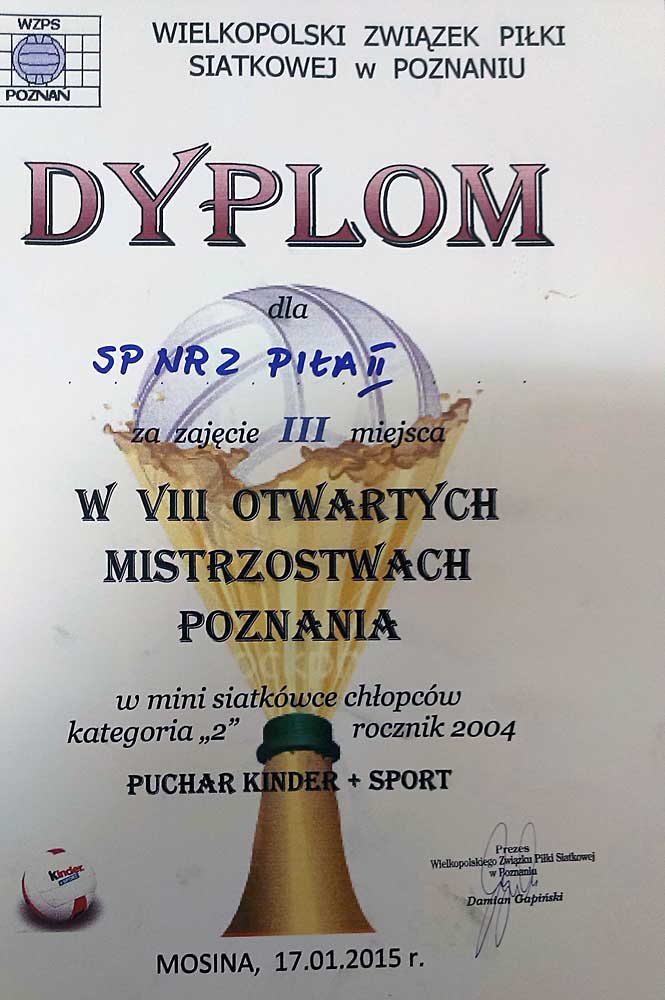 WZPS
POZNAŃ
WIELKOPOLSKI ZWIĄZEK PIŁKI
SIATKOWEJ w POZNANIU
DYPLOM
dla
SP NR 2 PIŁA II
za zajęcie III miejsca
W VIII OTWARTYCH
MISTRZOSTWACH
POZNANIA
w mini siatkówce chłopców
kategoria „2” rocznik 2004
PUCHAR KINDER + SPORT
Kinder
+SPORT
Prezes
Wielkopolskiego Związku Piłki Siatkowej
w Poznaniu
Damian Gapiński
MOSINA, 17.01.2015 r.